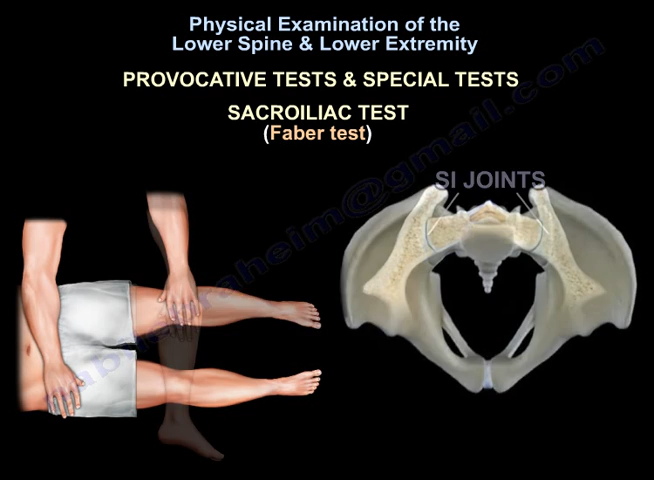 Physical Examination of the
Lower Spine & Lower Extremity
PROVOCATIVE TESTS & SPECIAL TESTS
SACROILIAC TEST
(Faber test)
SI JOINTS